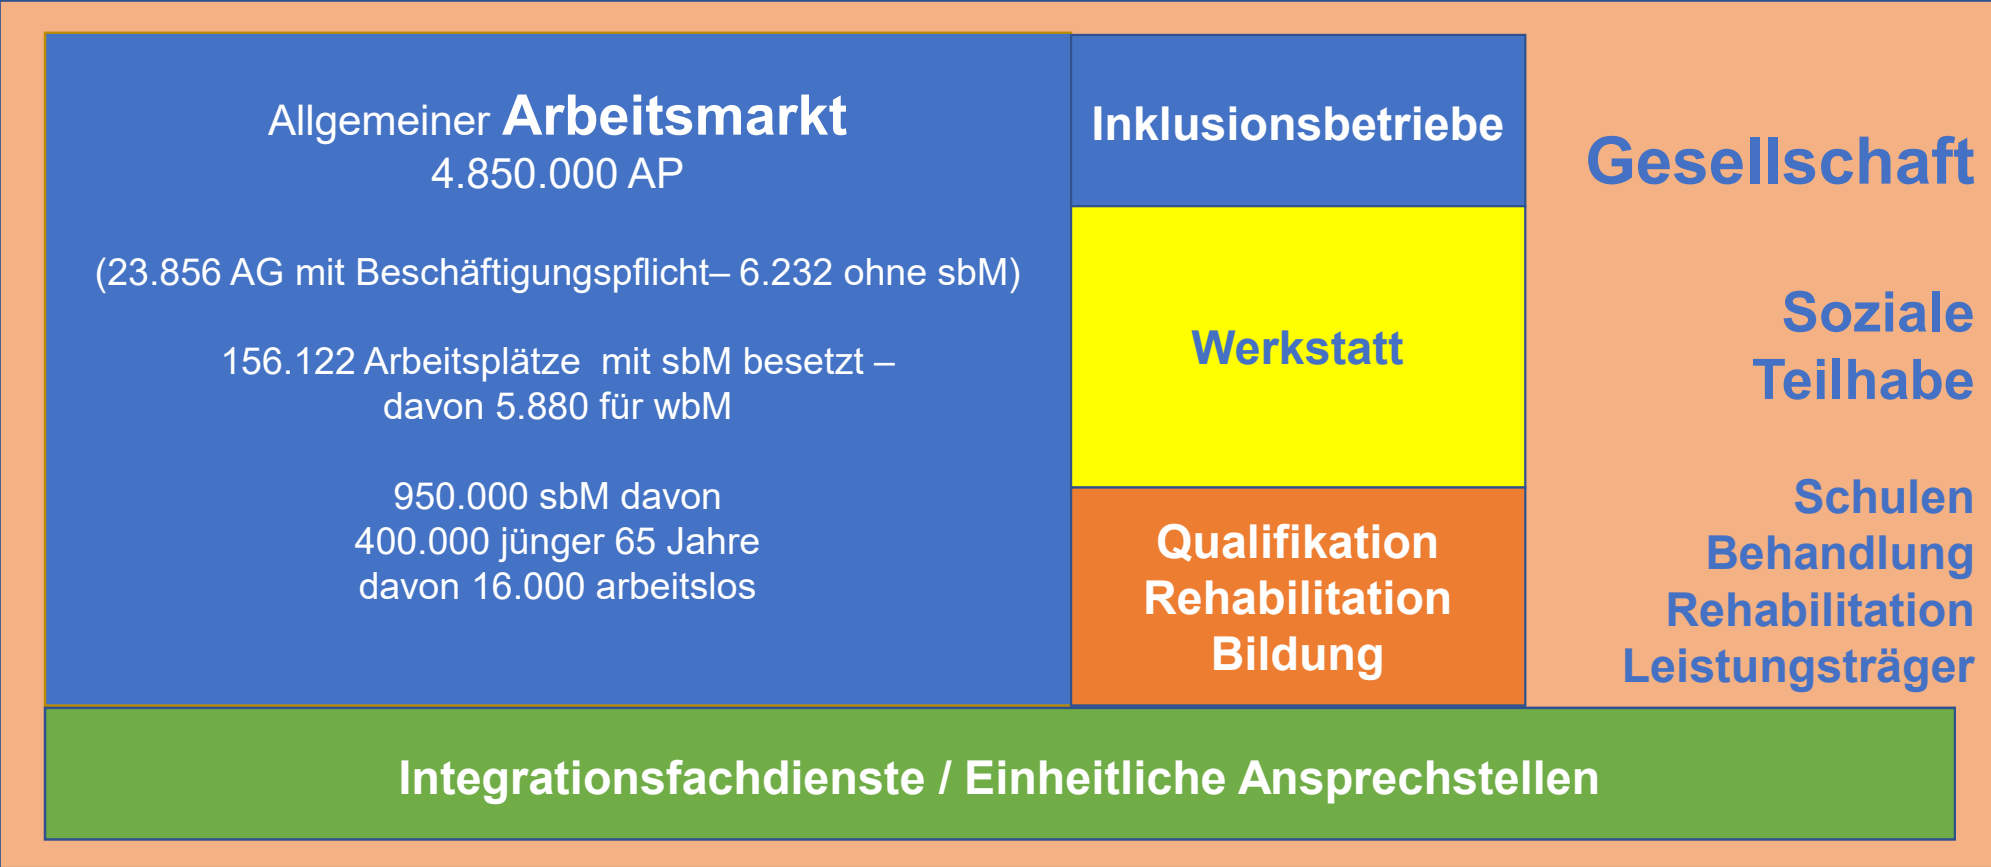 Allgemeiner Arbeitsmarkt
4.850.000 AP
(23.856 AG mit Beschäftigungspflicht– 6.232 ohne sbM)
156.122 Arbeitsplätze  mit sbM besetzt –
davon 5.880 für wbM
950.000 sbM davon
400.000 jünger 65 Jahre
davon 16.000 arbeitslos
Inklusionsbetriebe
Werkstatt
Qualifikation
Rehabilitation
Bildung
Gesellschaft
Soziale
Teilhabe
Schulen
Behandlung
Rehabilitation
Leistungsträger
Integrationsfachdienste / Einheitliche Ansprechstellen